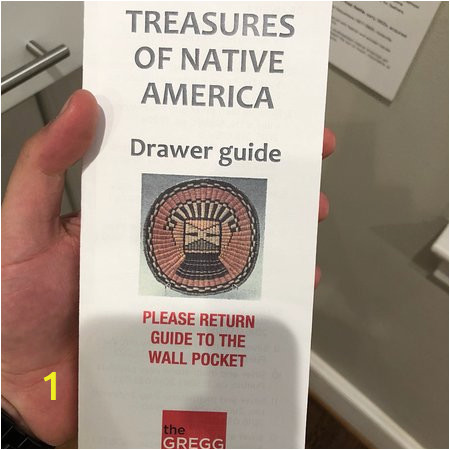 TREASURES
OF NATIVE
AMERICA
Drawer guide
PLEASE RETURN
GUIDE TO THE
WALL POCKET
the
GREGG
1